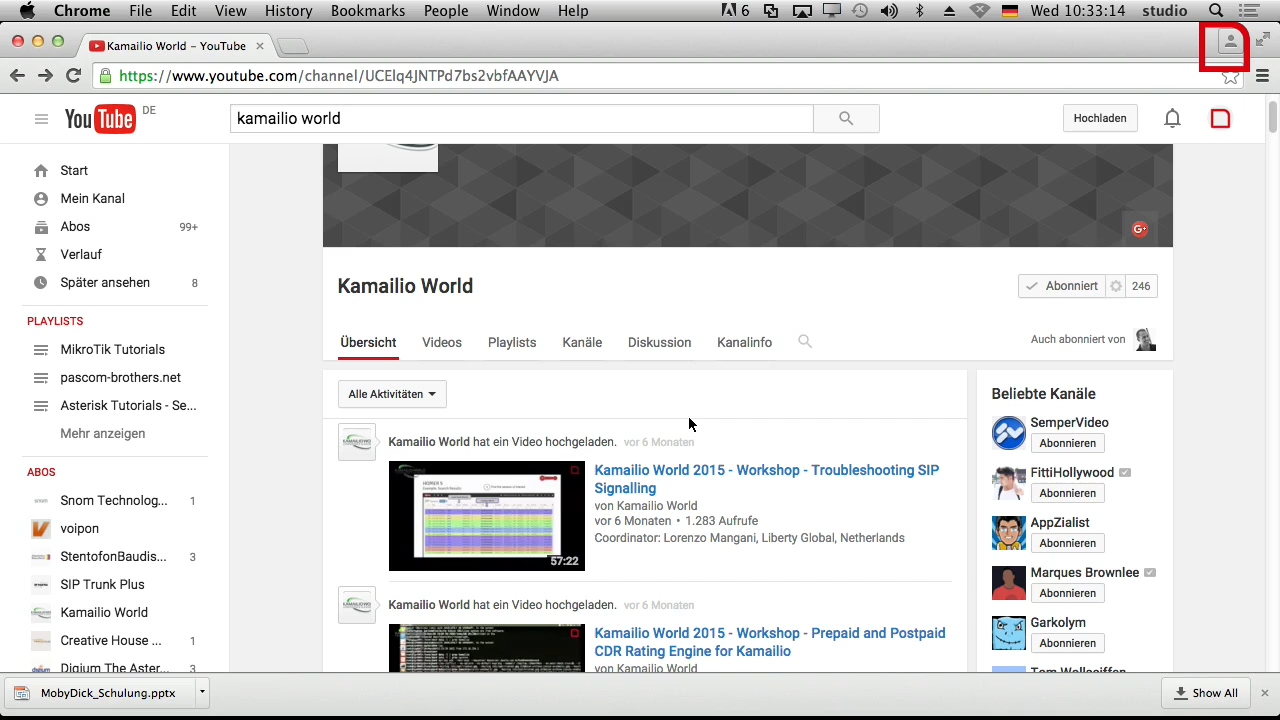 Chrome File Edit View History Bookmarks People Window Help
6 Wed 10:33:14 studio
Kamailio World – YouTube
https://www.youtube.com/channel/UCElq4JNTPd7bs2vbfAAYVJA
YouTube DE
kamailio world
Hochladen
Start
Mein Kanal
Abos 99+
Verlauf
Später ansehen 8
PLAYLISTS
MikroTik Tutorials
pascom-brothers.net
Asterisk Tutorials - Se...
Mehr anzeigen
ABOS
Snom Technolog... 1
voipon
StentofonBaudis... 3
SIP Trunk Plus
Kamailio World
Creative House
Digium The Ast
Kamailio World
Abonniert 246
Übersicht Videos Playlists Kanäle Diskussion Kanalinfo
Auch abonniert von
Alle Aktivitäten
Kamailio World hat ein Video hochgeladen. vor 6 Monaten
57:22
Kamailio World 2015 - Workshop - Troubleshooting SIP
Signalling
von Kamailio World
vor 6 Monaten • 1.283 Aufrufe
Coordinator: Lorenzo Mangani, Liberty Global, Netherlands
Kamailio World hat ein Video hochgeladen. vor 6 Monaten
Kamailio World 2015 - Workshop - Prepaid and Postpaid
CDR Rating Engine for Kamailio
von Kamailio World
Beliebte Kanäle
SemperVideo
Abonnieren
FittiHollywood
Abonnieren
AppZialist
Abonnieren
Marques Brownlee
Abonnieren
Garkolym
Abonnieren
MobyDick_Schulung.pptx
Show All